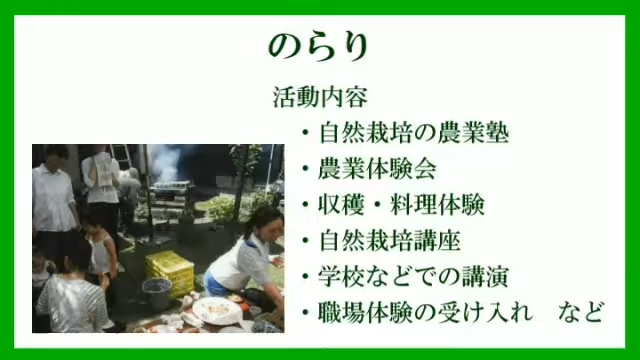 のらり
活動内容
・自然栽培の農業塾
・農業体験会
・収穫・料理体験
・自然栽培講座
・学校などでの講演
・職場体験の受け入れ　など